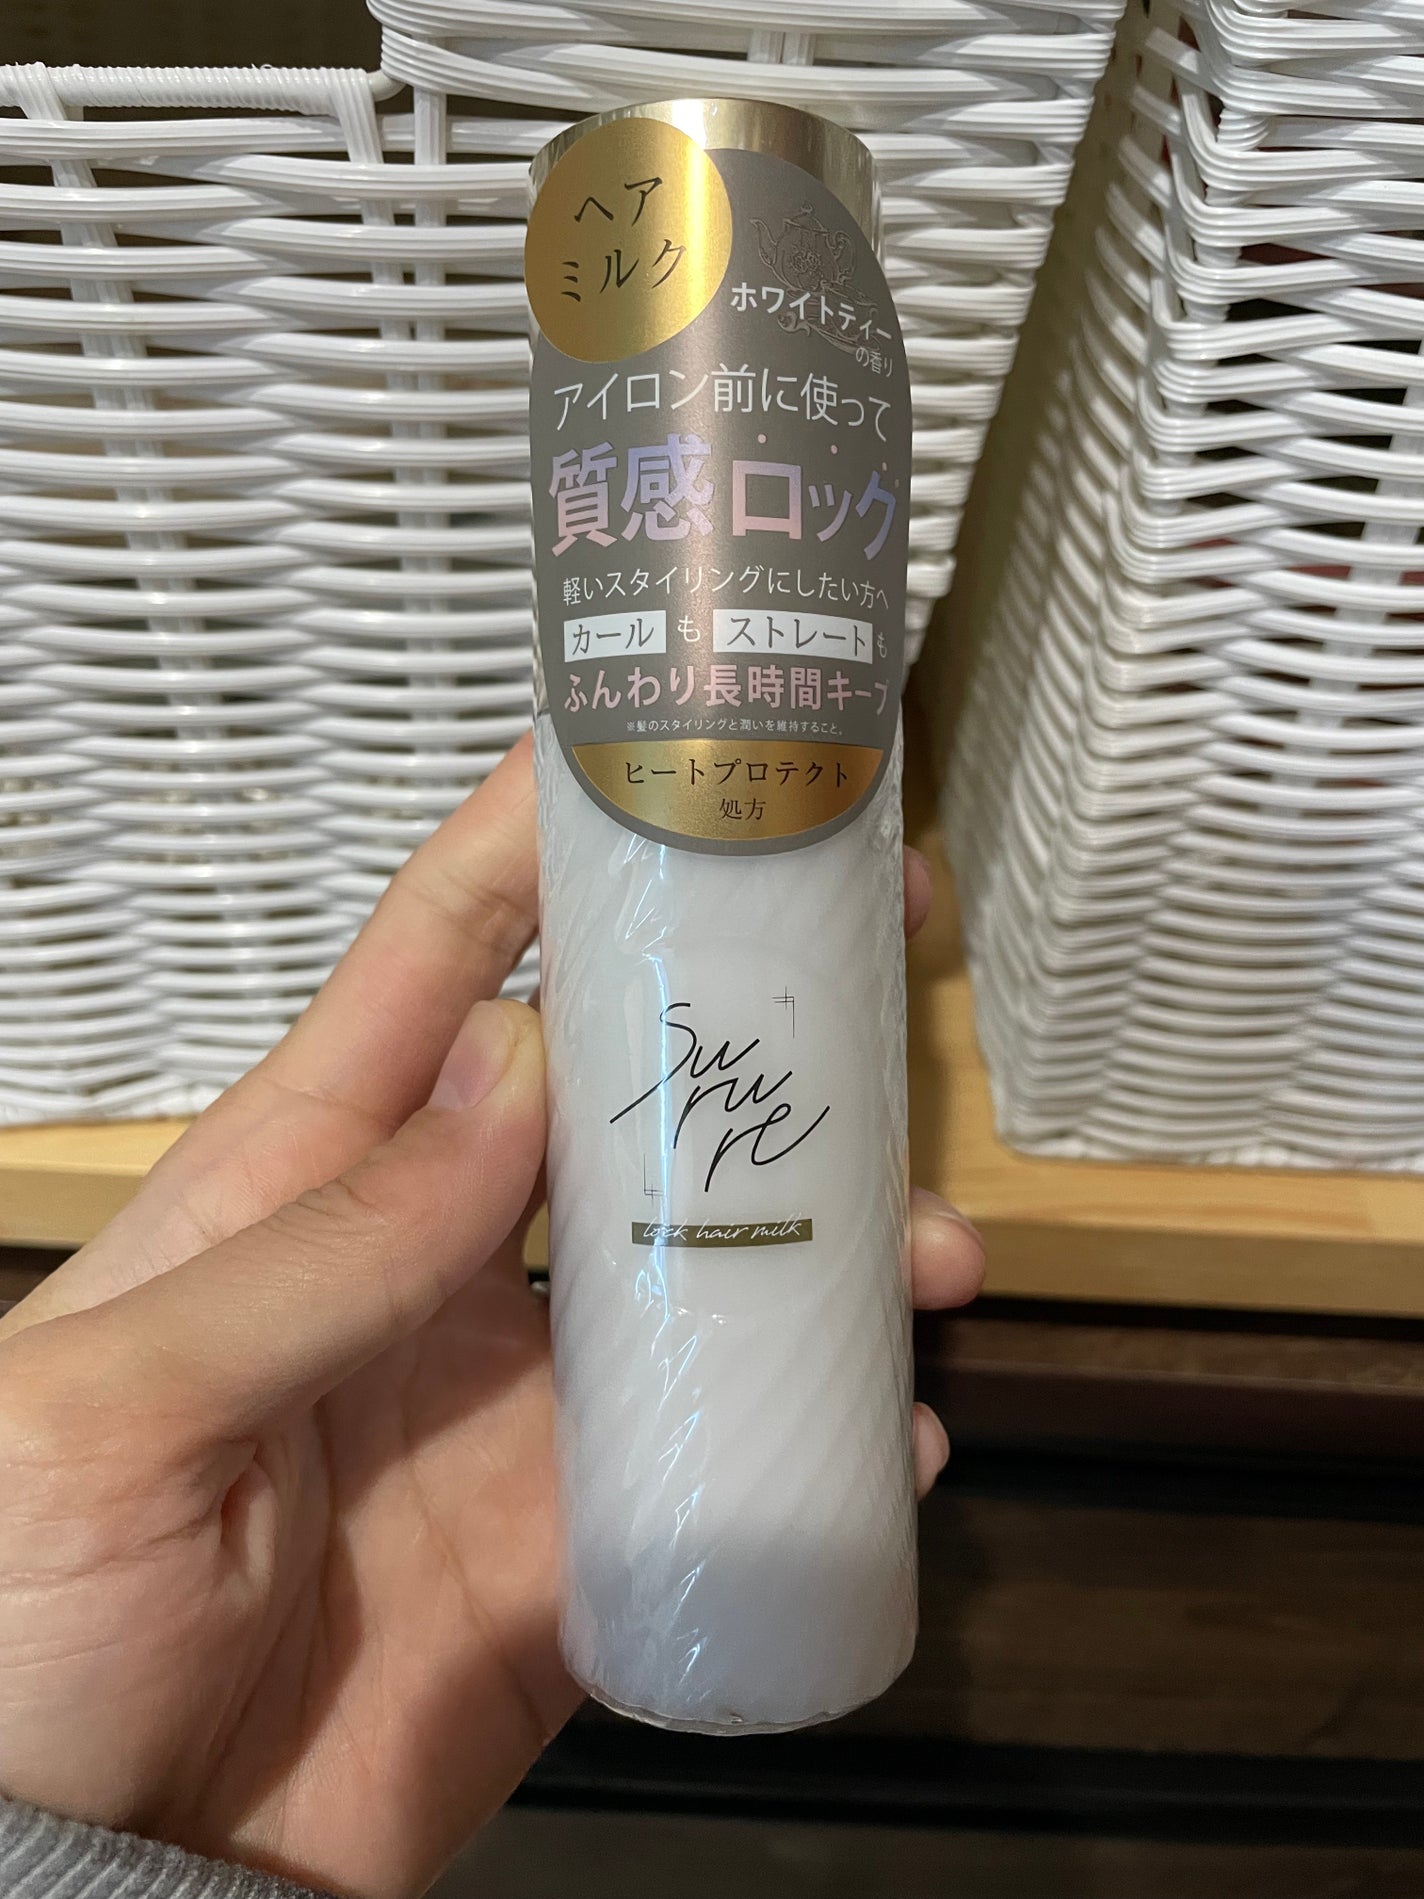 ヘア
ミルク
ホワイトティー
の香り
アイロン前に使って
質感ロック
軽いスタイリングにしたい方へ
カールもストレートも
ふんわり長時間キープ
※髪のスタイリングと潤いを維持すること。
ヒートプロテクト
処方
Su
ru
re
lock hair milk